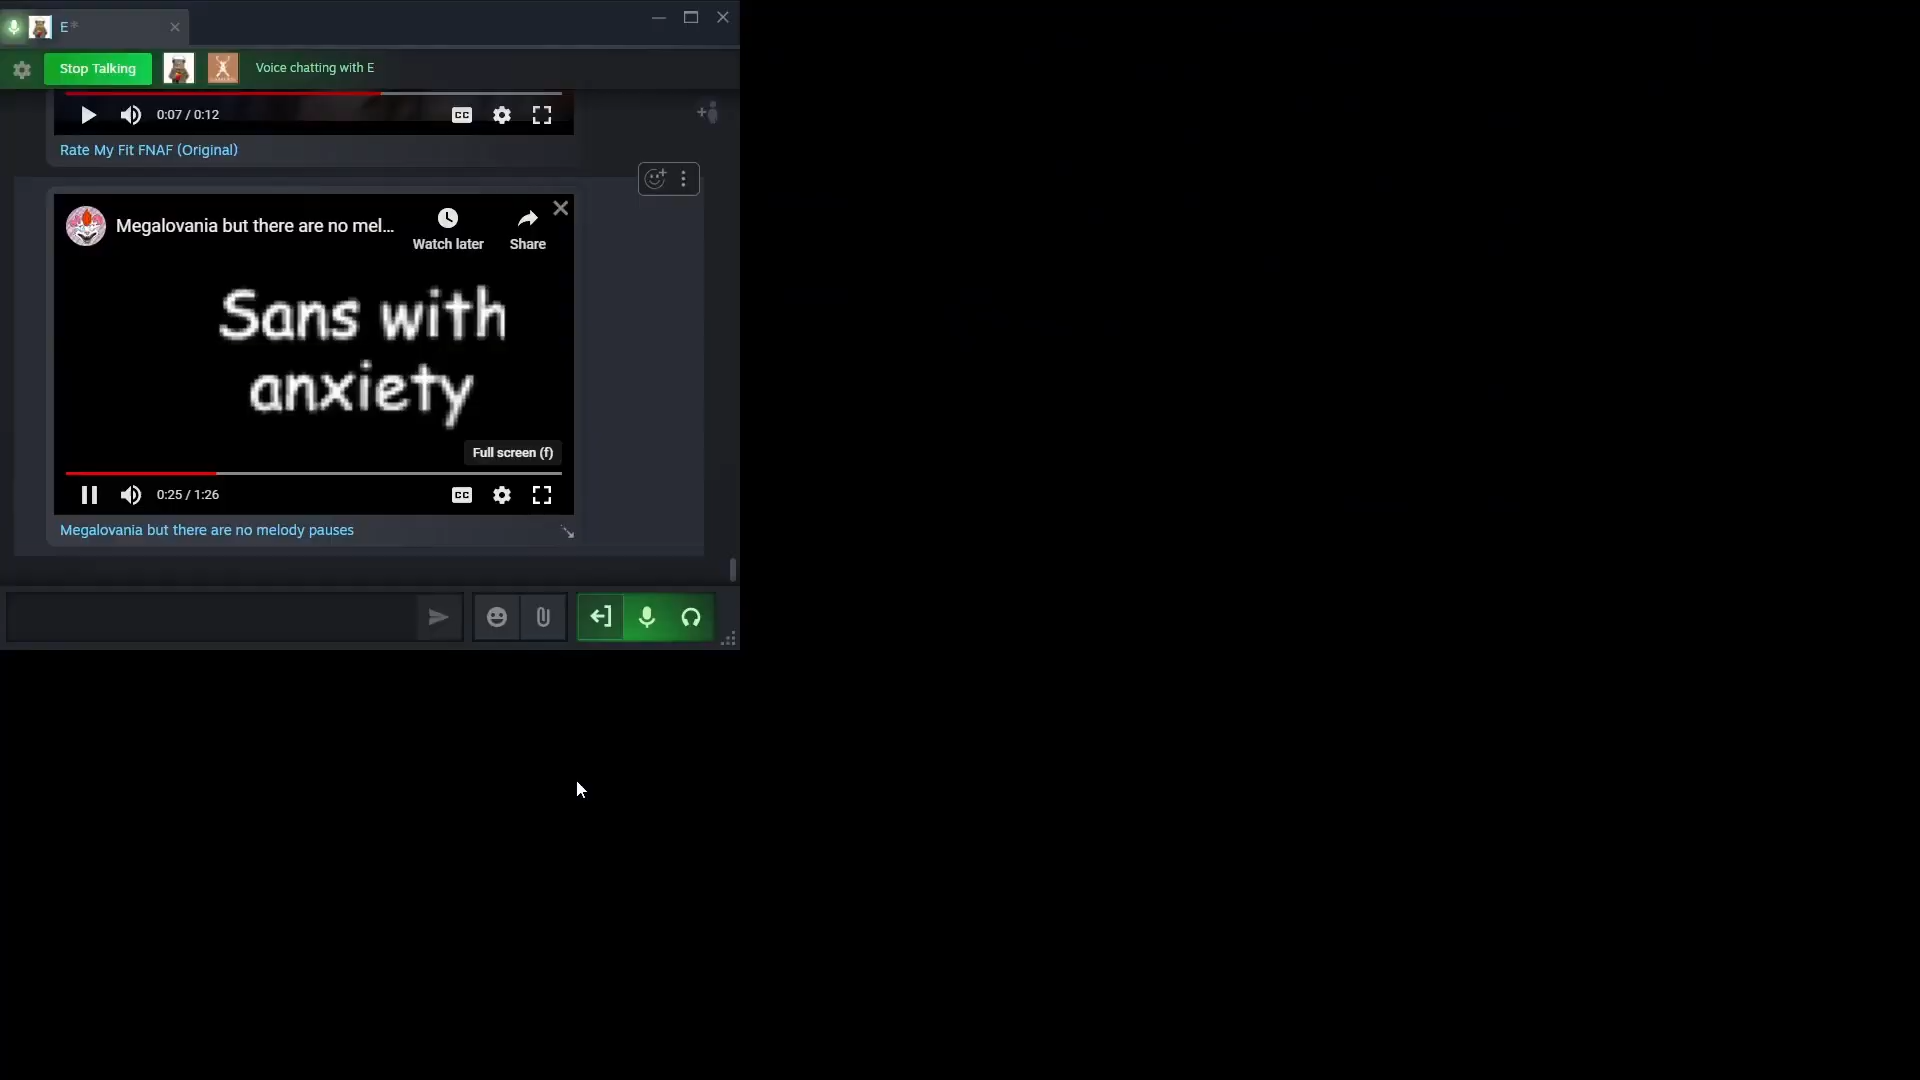 E*
Stop Talking
Voice chatting with E
0:07 / 0:12
CC
Rate My Fit FNAF (Original)
Megalovania but there are no mel...
Watch later
Share
Sans with
anxiety
Full screen (f)
0:25 / 1:26
CC
Megalovania but there are no melody pauses